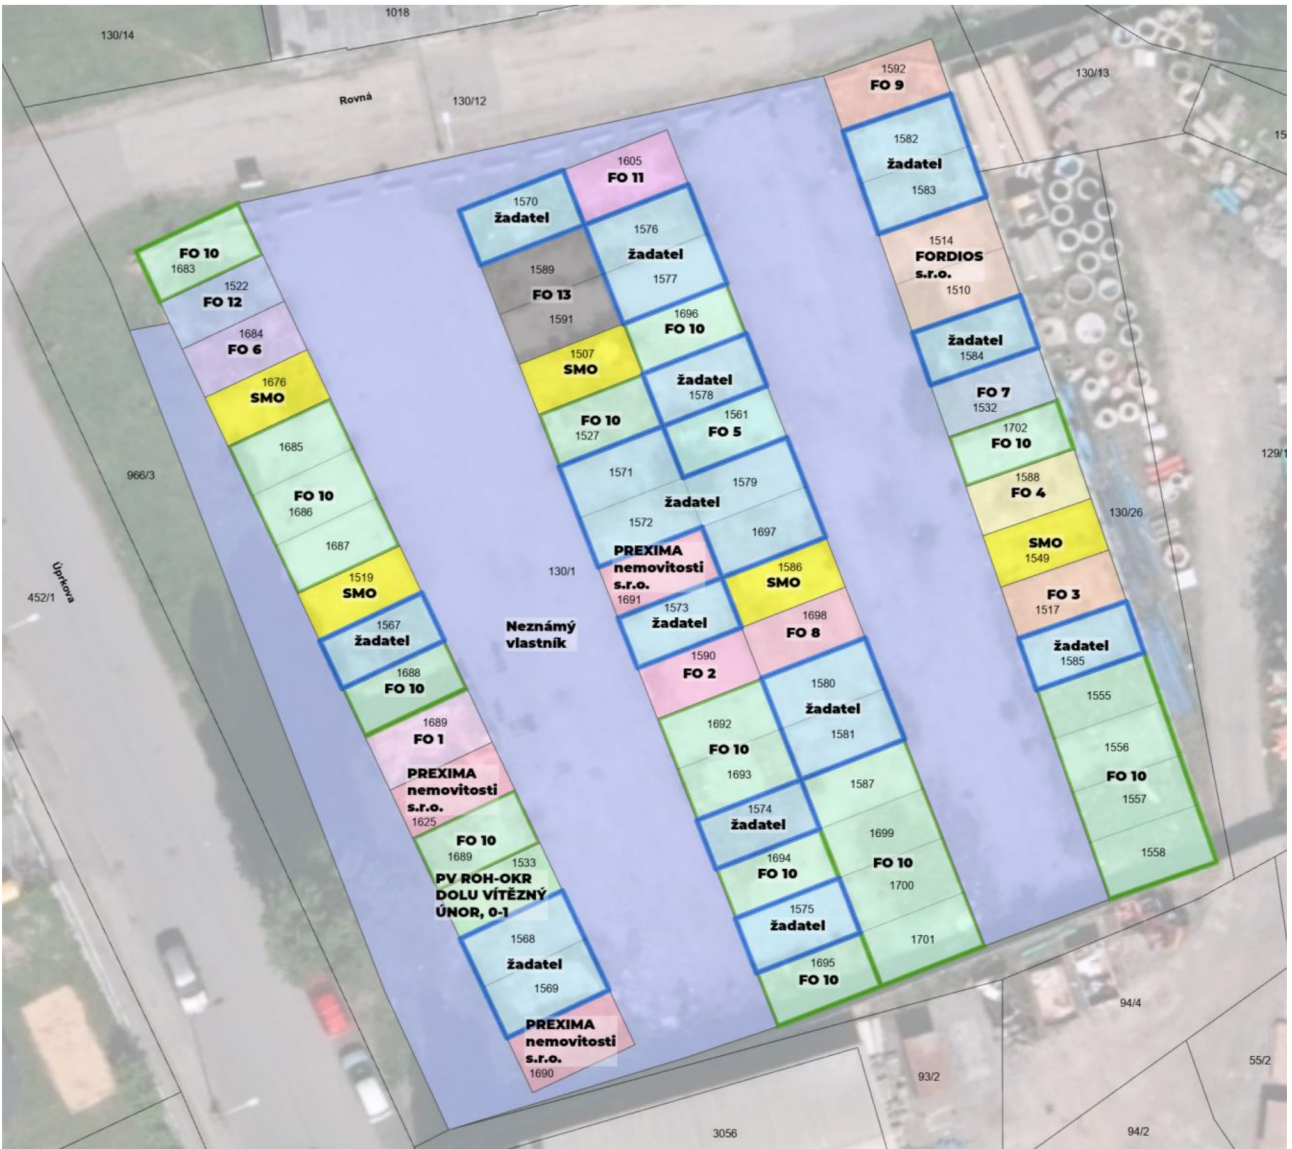 1018
130/14
Rovná
130/12
130/13
15
966/3
452/1
Úprkova
130/1
Neznámý
vlastník
129/1
130/26
93/2
94/4
55/2
94/2
3056
FO 10
1683
1522
FO 12
1684
FO 6
1676
SMO
1685
FO 10
1686
1687
1519
SMO
1567
žadatel
1688
FO 10
1689
FO 1
PREXIMA
nemovitosti
s.r.o.
1625
FO 10
1689
1533
PV ROH-OKR
DOLU VÍTĚZNÝ
ÚNOR, 0-1
1568
žadatel
1569
PREXIMA
nemovitosti
s.r.o.
1690
1570
žadatel
1589
FO 13
1591
1507
SMO
FO 10
1527
1571
1572
žadatel
PREXIMA
nemovitosti
s.r.o.
1691
1573
žadatel
1590
FO 2
1692
FO 10
1693
1574
žadatel
1694
FO 10
1575
žadatel
1695
FO 10
1605
FO 11
1576
žadatel
1577
1696
FO 10
žadatel
1578
1561
FO 5
1579
1697
1586
SMO
1698
FO 8
1580
žadatel
1581
1587
1699
FO 10
1700
1701
1592
FO 9
1582
žadatel
1583
1514
FORDIOS
s.r.o.
1510
žadatel
1584
FO 7
1532
1702
FO 10
1588
FO 4
SMO
1549
FO 3
1517
žadatel
1585
1555
1556
FO 10
1557
1558